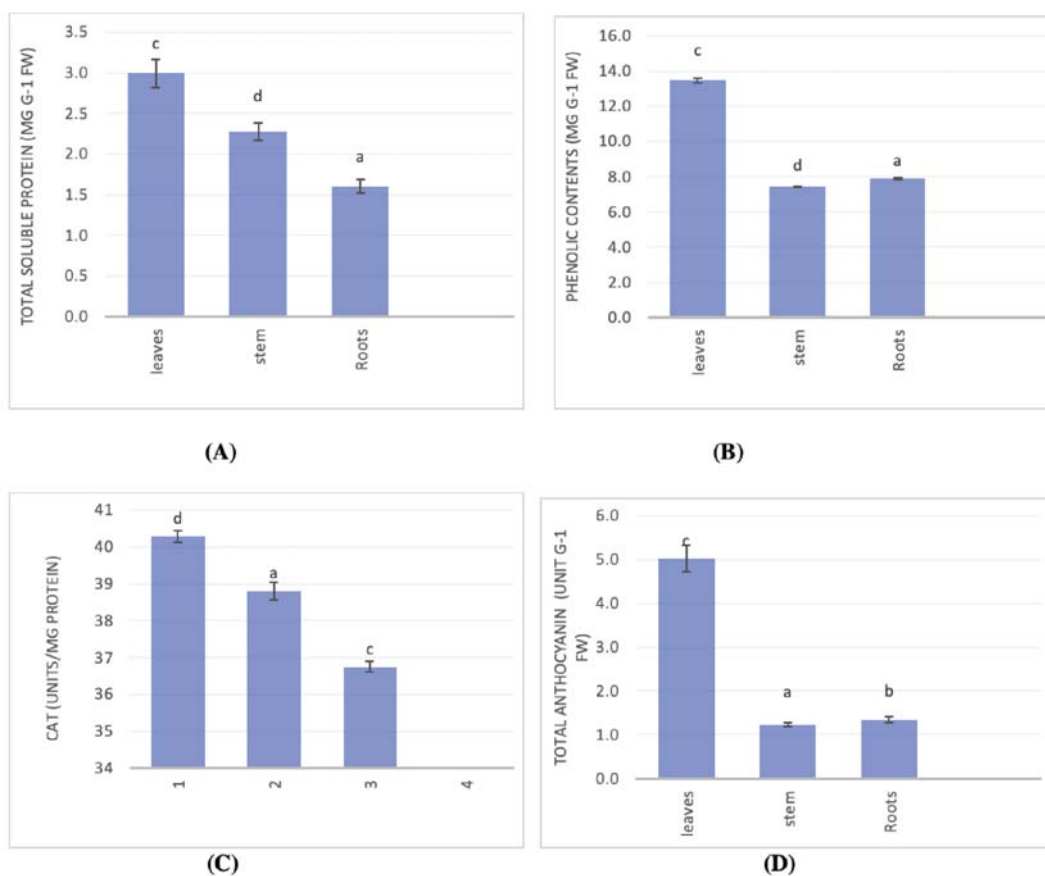 TOTAL SOLUBLE PROTEIN (MG G-1 FW)
3.5
3.0
2.5
2.0
1.5
1.0
0.5
0.0
c
d
a
leaves
stem
Roots
(A)
PHENOLIC CONTENTS (MG G-1 FW)
16.0
14.0
12.0
10.0
8.0
6.0
4.0
2.0
0.0
c
d
a
leaves
stem
Roots
(B)
CAT (UNITS/MG PROTEIN)
41
40
39
38
37
36
35
34
d
a
c
1
2
3
4
(C)
TOTAL ANTHOCYANIN (UNIT G-1
FW)
6.0
5.0
4.0
3.0
2.0
1.0
0.0
c
a
b
leaves
stem
Roots
(D)